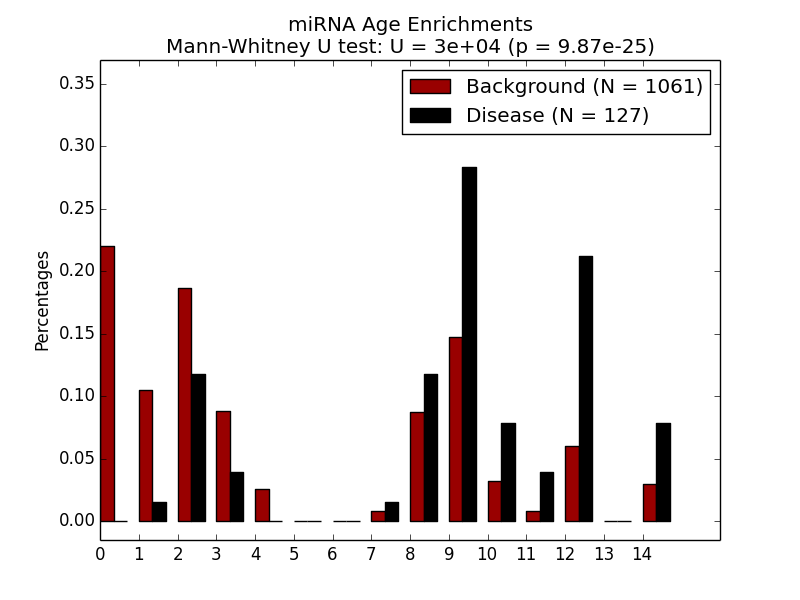 miRNA Age Enrichments
Mann-Whitney U test: U = 3e+04 (p = 9.87e-25)
Background (N = 1061)
Disease (N = 127)
Percentages
0.35
0.30
0.25
0.20
0.15
0.10
0.05
0.00
0 1 2 3 4 5 6 7 8 9 10 11 12 13 14